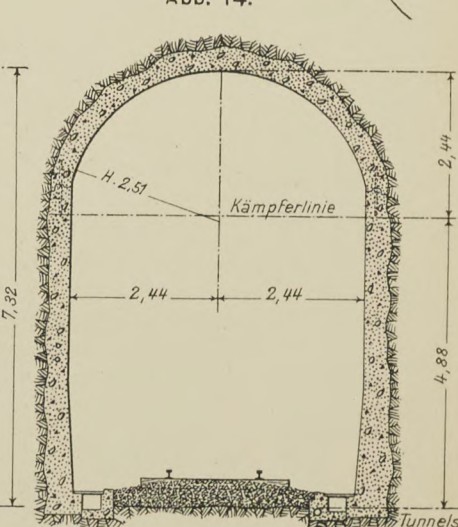 Abb. 14.
2,44
H. 2,51
Kämpferlinie
7,32
2,44
2,44
4,88
Tunnels